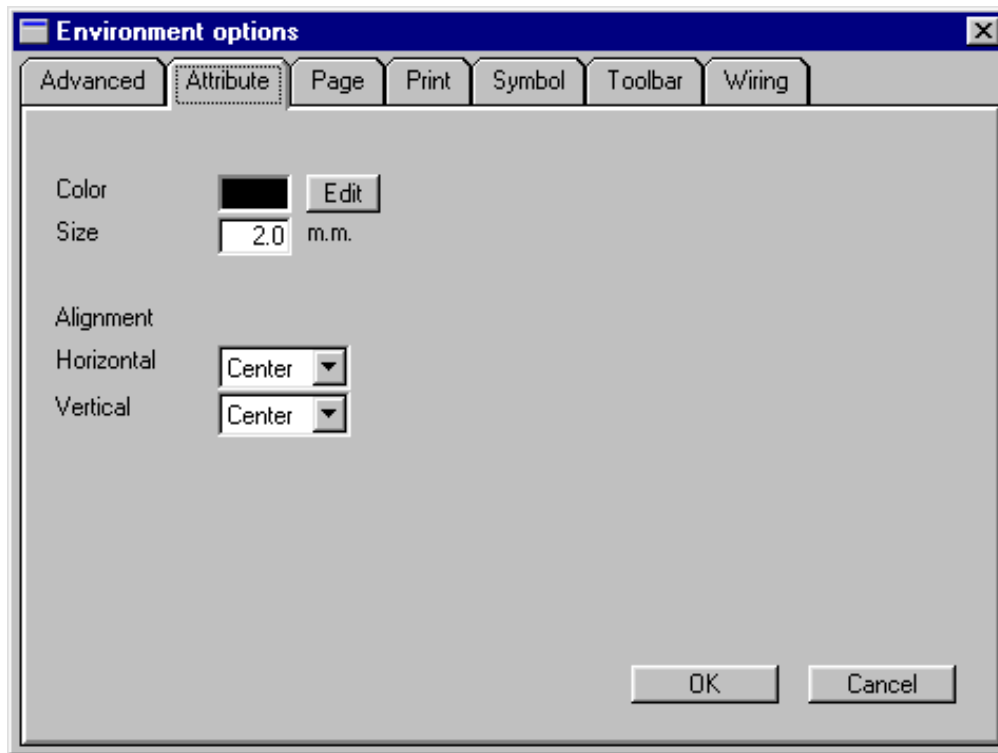 Environment options
Advanced Attribute Page Print Symbol Toolbar Wiring
Color Edit
Size 2.0 m.m.
Alignment
Horizontal Center
Vertical Center
OK Cancel